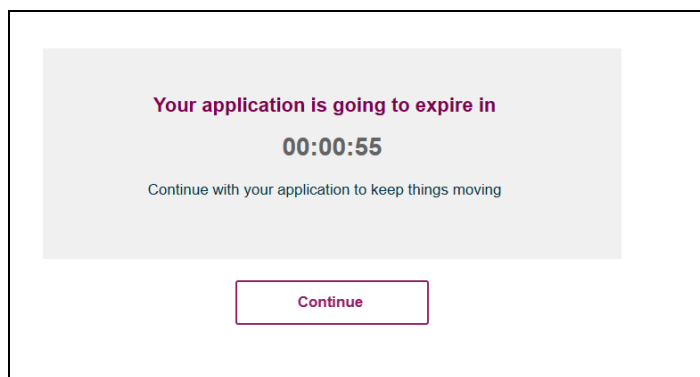 Your application is going to expire in
00:00:55
Continue with your application to keep things moving
Continue